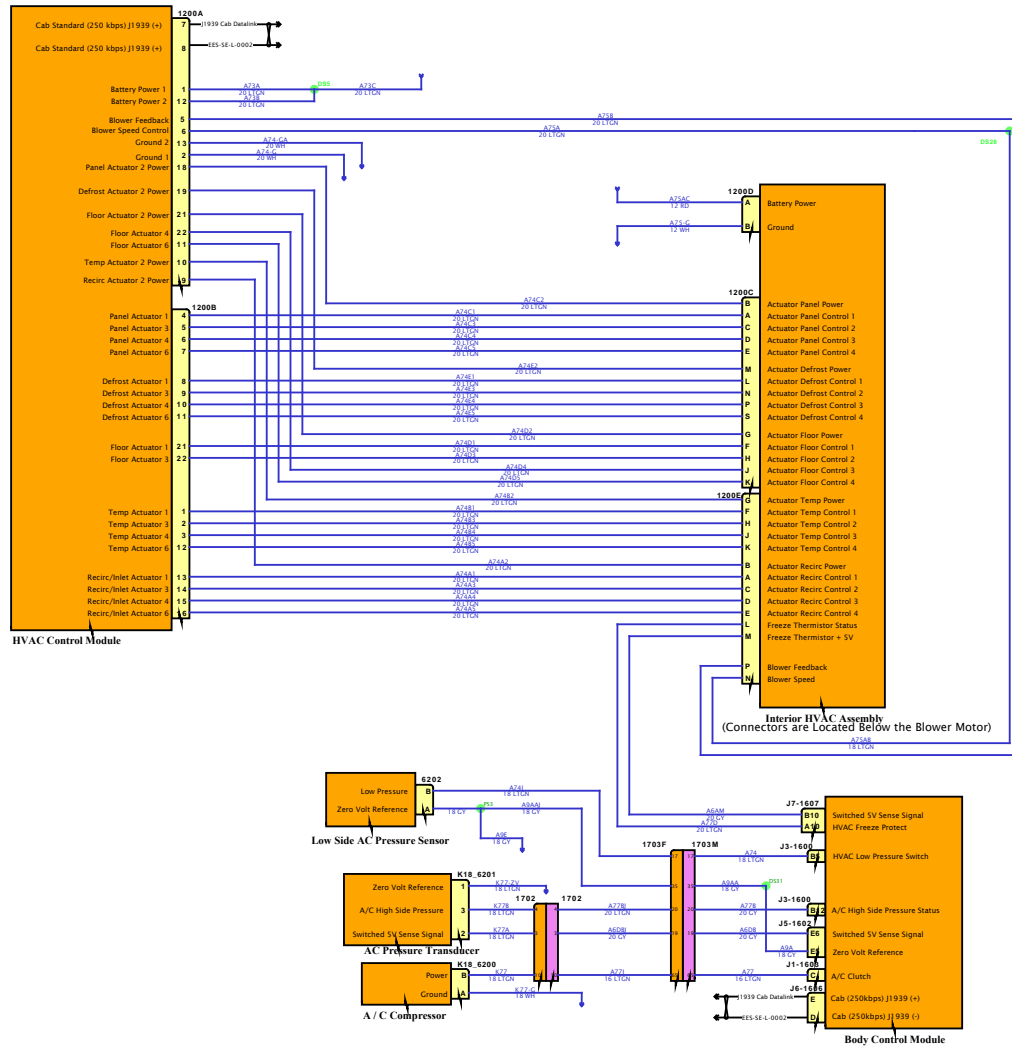 1200A
Cab Standard (250 kbps) J1939 (+) 7 J1939 Cab Datalink
Cab Standard (250 kbps) J1939 (+) 8 EES-SE-L-0002
Battery Power 1 1 A73A 20 LTGN DS5 A73C 20 LTGN
Battery Power 2 12 A73B 20 LTGN
Blower Feedback 5 A75B 20 LTGN
Blower Speed Control 6 A75A 20 LTGN DS28
Ground 2 13 A74-GA 20 WH
Ground 1 2 A74-G 20 WH
Panel Actuator 2 Power 18
Defrost Actuator 2 Power 19
Floor Actuator 2 Power 21
Floor Actuator 4 22
Floor Actuator 6 11
Temp Actuator 2 Power 10
Recirc Actuator 2 Power 9
1200D
A75AC 12 RD A Battery Power
A75-G 12 WH B Ground
1200B
1200C
A74C2 20 LTGN B Actuator Panel Power
Panel Actuator 1 4 A74C1 20 LTGN A Actuator Panel Control 1
Panel Actuator 3 5 A74C3 20 LTGN C Actuator Panel Control 2
Panel Actuator 4 6 A74C4 20 LTGN D Actuator Panel Control 3
Panel Actuator 6 7 A74C5 20 LTGN E Actuator Panel Control 4
A74E2 20 LTGN M Actuator Defrost Power
Defrost Actuator 1 8 A74E1 20 LTGN L Actuator Defrost Control 1
Defrost Actuator 3 9 A74E3 20 LTGN N Actuator Defrost Control 2
Defrost Actuator 4 10 A74E4 20 LTGN P Actuator Defrost Control 3
Defrost Actuator 6 11 A74E5 20 LTGN S Actuator Defrost Control 4
A74D2 20 LTGN G Actuator Floor Power
Floor Actuator 1 21 A74D1 20 LTGN F Actuator Floor Control 1
Floor Actuator 3 22 A74D3 20 LTGN H Actuator Floor Control 2
A74D4 20 LTGN J Actuator Floor Control 3
A74D5 20 LTGN K Actuator Floor Control 4
1200E
A74B2 20 LTGN G Actuator Temp Power
Temp Actuator 1 1 A74B1 20 LTGN F Actuator Temp Control 1
Temp Actuator 3 2 A74B3 20 LTGN H Actuator Temp Control 2
Temp Actuator 4 3 A74B4 20 LTGN J Actuator Temp Control 3
Temp Actuator 6 12 A74B5 20 LTGN K Actuator Temp Control 4
A74A2 20 LTGN B Actuator Recirc Power
Recirc/Inlet Actuator 1 13 A74A1 20 LTGN A Actuator Recirc Control 1
Recirc/Inlet Actuator 3 14 A74A3 20 LTGN C Actuator Recirc Control 2
Recirc/Inlet Actuator 4 15 A74A4 20 LTGN D Actuator Recirc Control 3
Recirc/Inlet Actuator 6 16 A74A5 20 LTGN E Actuator Recirc Control 4
L Freeze Thermistor Status
M Freeze Thermistor + 5V
HVAC Control Module
P Blower Feedback
N Blower Speed
Interior HVAC Assembly
(Connectors are Located Below the Blower Motor)
A75AB 18 LTGN
6202
Low Pressure B A74J 18 LTGN
Zero Volt Reference A 18 GY A9AAJ 18 GY
A9E 18 GY
Low Side AC Pressure Sensor
J7-1607
A6AM 20 GY B10 Switched 5V Sense Signal
A77D 20 LTGN A10 HVAC Freeze Protect
1703F 1703M
J3-1600
17 17 A74 18 LTGN HVAC Low Pressure Switch
K18_6201
Zero Volt Reference 1 K77-ZV 18 LTGN
35 35 A9AA 18 GY DS31
1702 1702
J3-1600
A/C High Side Pressure 3 K77B 18 LTGN A77BJ 20 LTGN 20 20 A77B 20 GY A/C High Side Pressure Status
J5-1602
Switched 5V Sense Signal 2 K77A 18 LTGN A6DBJ 20 GY 19 19 A6DB 20 GY E6 Switched 5V Sense Signal
A9A 18 GY Zero Volt Reference
AC Pressure Transducer
K18_6200
Power B K77 18 LTGN A77J 16 LTGN A77 16 LTGN C A/C Clutch
Ground A K77-G 18 WH
A / C Compressor
J6-1606
J1939 Cab Datalink E Cab (250kbps) J1939 (+)
EES-SE-L-0002 D Cab (250kbps) J1939 (-)
Body Control Module